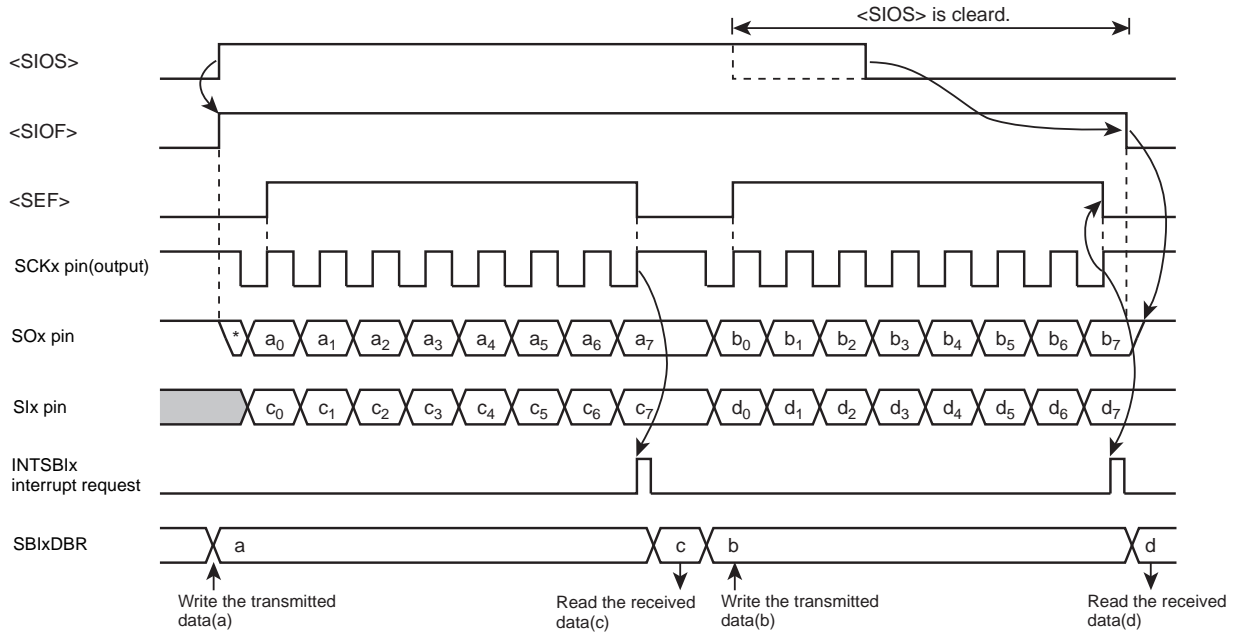 <SIOS> is cleard.
<SIOS>
<SIOF>
<SEF>
SCKx pin(output)
SOx pin
* a0 a1 a2 a3 a4 a5 a6 a7 b0 b1 b2 b3 b4 b5 b6 b7
SIx pin
c0 c1 c2 c3 c4 c5 c6 c7 d0 d1 d2 d3 d4 d5 d6 d7
INTSBIx
interrupt request
SBIxDBR
a c b d
Write the transmitted
data(a)
Read the received
data(c)
Write the transmitted
data(b)
Read the received
data(d)